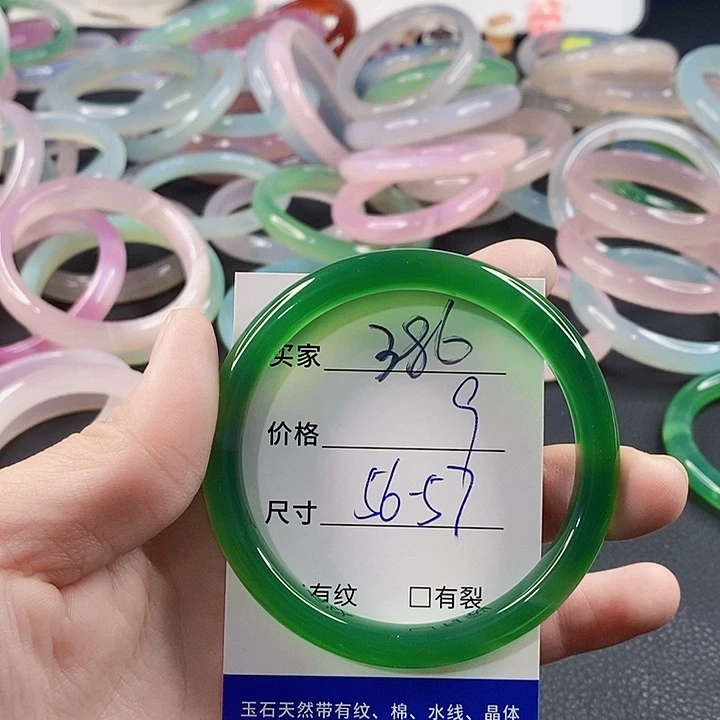 买家 386
价格 9
尺寸 56-57
有纹 □有裂
玉石天然带有纹、棉、水线、晶体